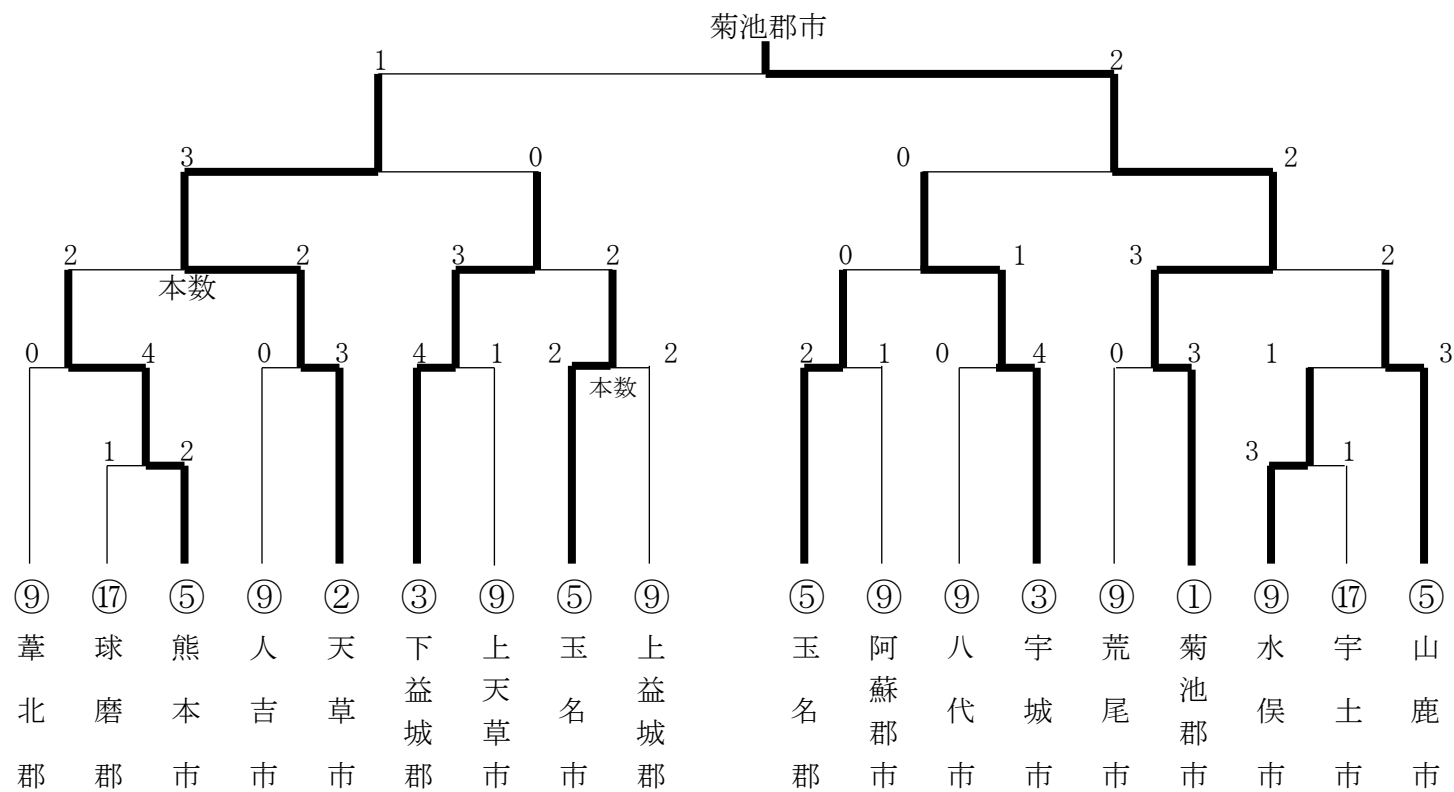 菊池郡市
1 2
3 0 0 2
2 2 3 2 0 1 3 2
本数
0 4 0 3 4 1 2 2 2 1 0 4 0 3 1 3
本数
1 2 3 1
⑨ ⑰ ⑤ ⑨ ② ③ ⑨ ⑤ ⑨ ⑤ ⑨ ⑨ ③ ⑨ ① ⑨ ⑰ ⑤
葦北郡
球磨郡
熊本市
人吉市
天草市
下益城郡
上天草市
玉名市
上益城郡
玉名郡
阿蘇郡市
八代市
宇城市
荒尾市
菊池郡市
水俣市
宇土市
山鹿市